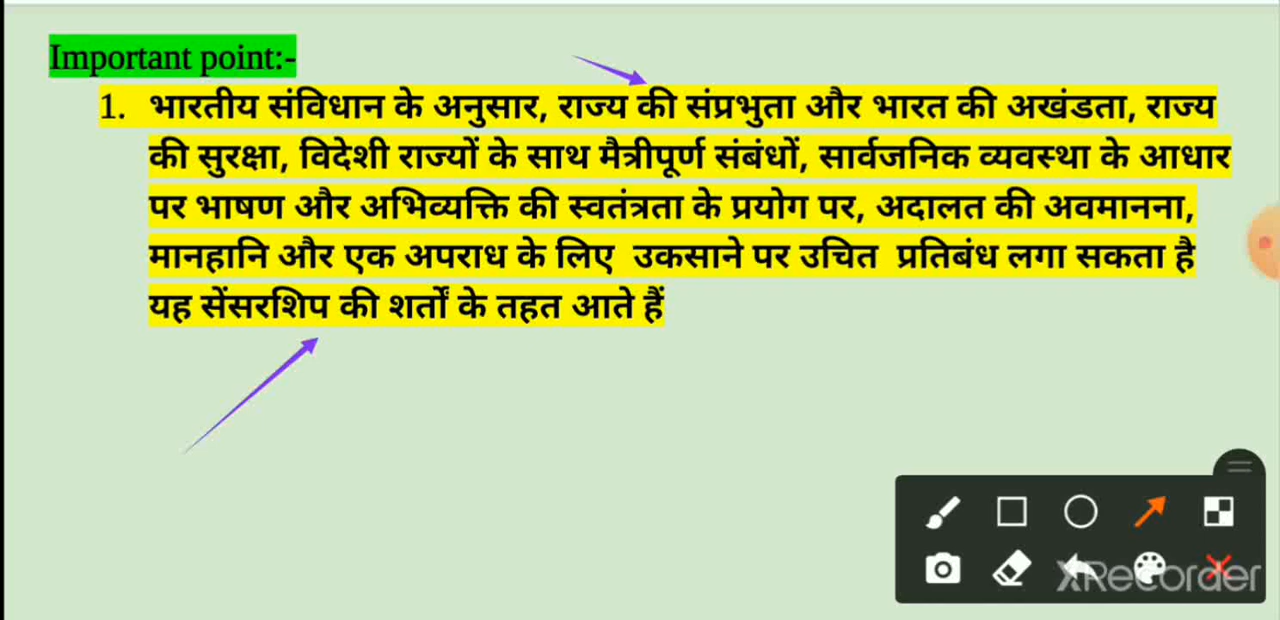 Important point:-
1. भारतीय संविधान के अनुसार, राज्य की संप्रभुता और भारत की अखंडता, राज्य
की सुरक्षा, विदेशी राज्यों के साथ मैत्रीपूर्ण संबंधों, सार्वजनिक व्यवस्था के आधार
पर भाषण और अभिव्यक्ति की स्वतंत्रता के प्रयोग पर, अदालत की अवमानना,
मानहानि और एक अपराध के लिए उकसाने पर उचित प्रतिबंध लगा सकता है
यह सेंसरशिप की शर्तों के तहत आते हैं
XRecorder